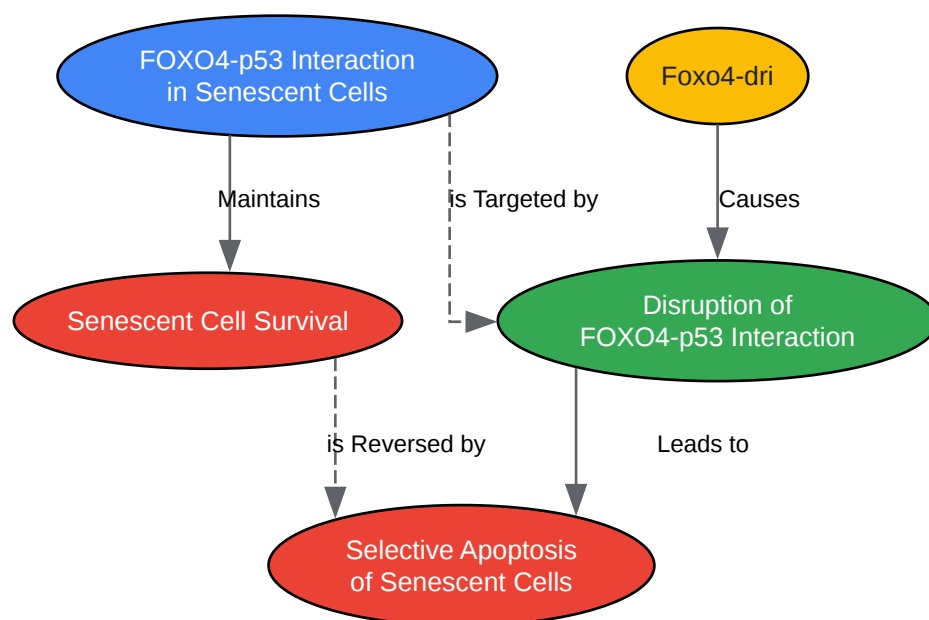 FOXO4-p53 Interaction
in Senescent Cells
Foxo4-dri
Maintains
is Targeted by
Causes
Senescent Cell Survival
Disruption of
FOXO4-p53 Interaction
is Reversed by
Leads to
Selective Apoptosis
of Senescent Cells